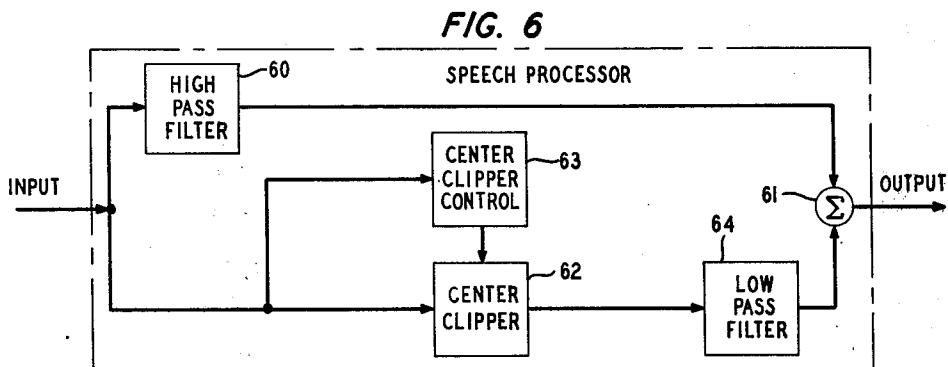 FIG. 6
60
SPEECH PROCESSOR
HIGH
PASS
FILTER
CENTER
CLIPPER
CONTROL
63
INPUT
61
Σ
OUTPUT
64
62
CENTER
CLIPPER
LOW
PASS
FILTER